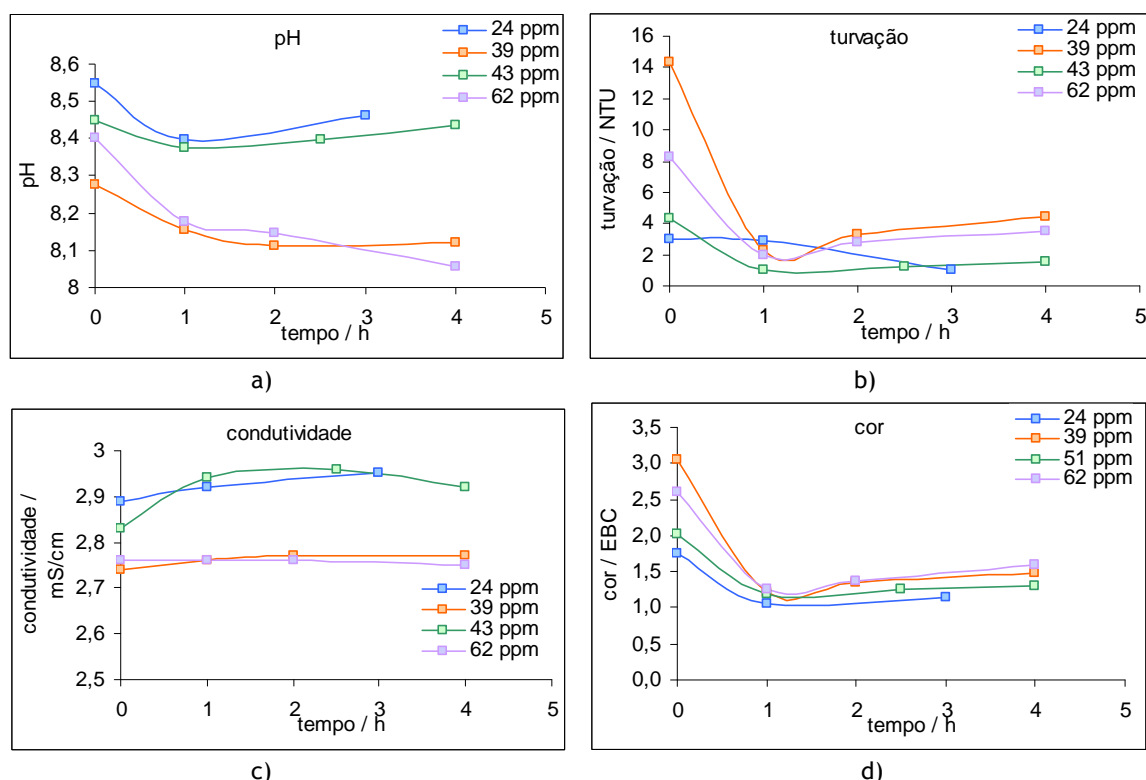 pH
24 ppm
39 ppm
43 ppm
62 ppm
8,6
8,5
8,4
8,3
8,2
8,1
8
pH
0 1 2 3 4 5
tempo / h
a)
turvação
24 ppm
39 ppm
43 ppm
62 ppm
16
14
12
10
8
6
4
2
0
turvação / NTU
0 1 2 3 4 5
tempo / h
b)
condutividade
3
2,9
2,8
2,7
2,6
2,5
condutividade /
mS/cm
24 ppm
39 ppm
43 ppm
62 ppm
0 1 2 3 4 5
tempo / h
c)
cor
24 ppm
39 ppm
51 ppm
62 ppm
3,5
3,0
2,5
2,0
1,5
1,0
0,5
0,0
cor / EBC
0 1 2 3 4 5
tempo / h
d)